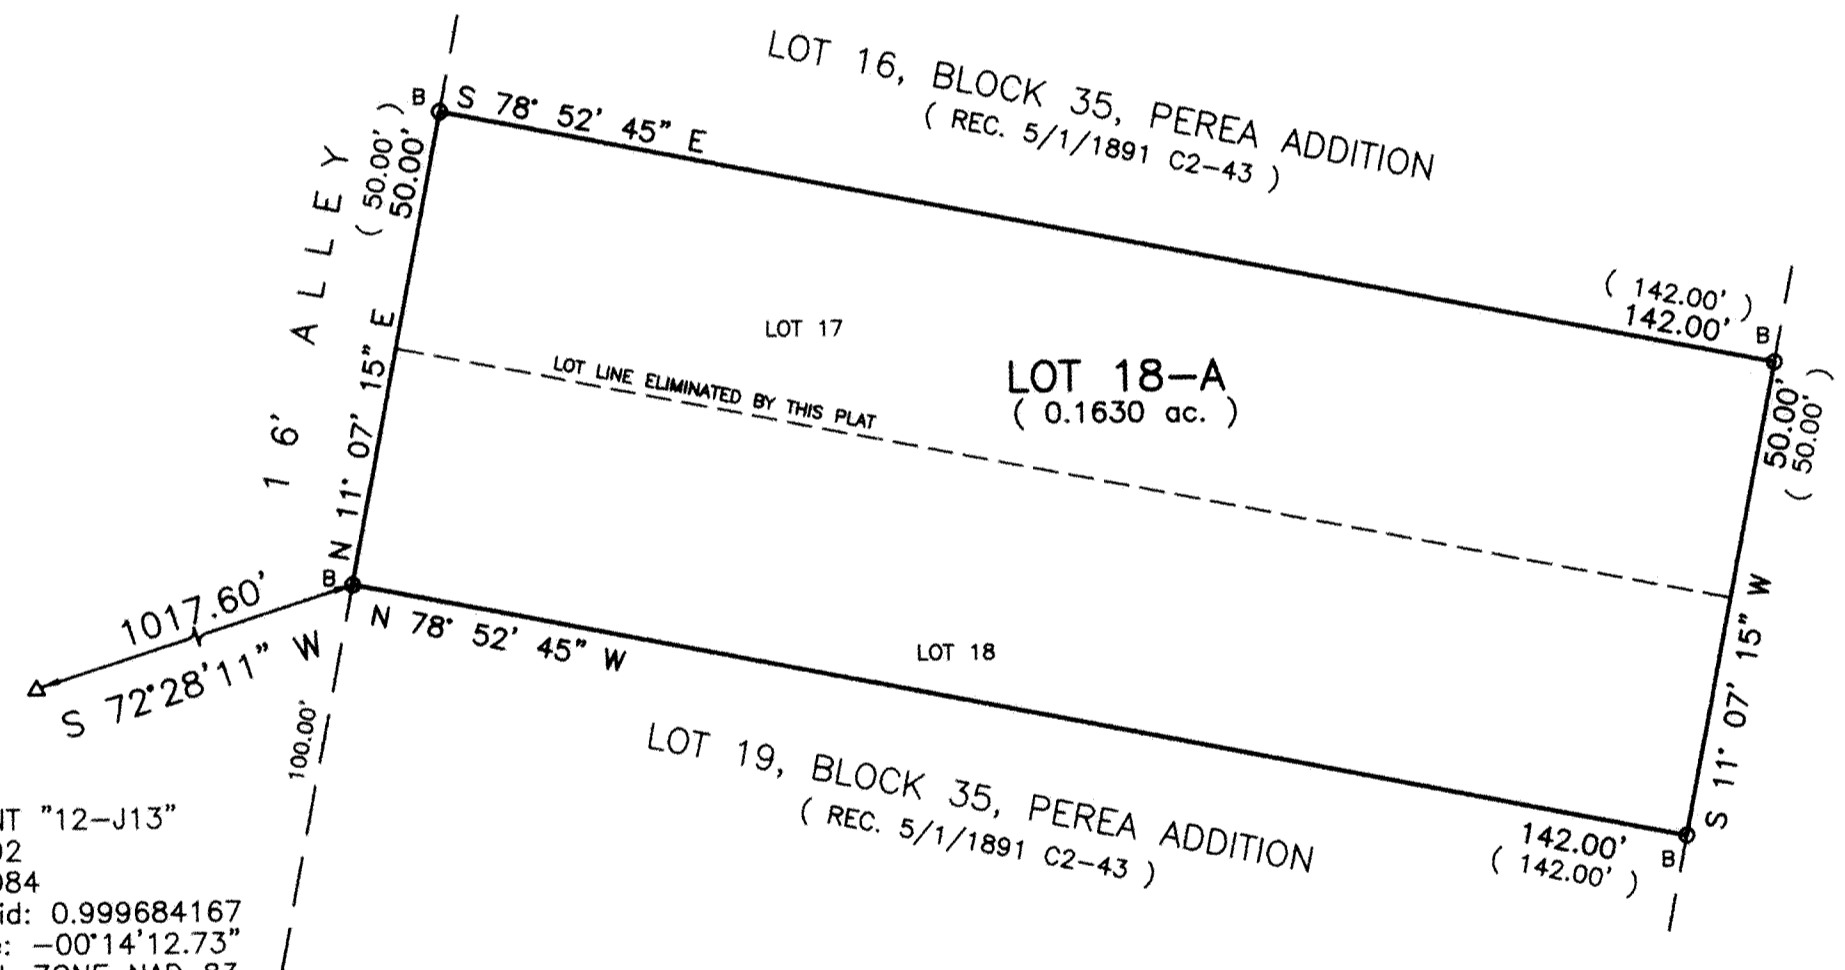 LOT 16, BLOCK 35, PEREA ADDITION
( REC. 5/1/1891 C2-43 )
B
S 78° 52' 45" E
( 50.00' )
50.00'
16' ALLEY
N 11° 07' 15" E
( 142.00' )
142.00'
B
LOT 17
LOT 18-A
( 0.1630 ac. )
LOT LINE ELIMINATED BY THIS PLAT
50.00'
( 50.00' )
S 11° 07' 15" W
B
1017.60'
S 72°28'11" W
N 78° 52' 45" W
LOT 18
100.00'
LOT 19, BLOCK 35, PEREA ADDITION
( REC. 5/1/1891 C2-43 )
142.00'
( 142.00' )
B
"12-J13"
0.999684167
-00°14'12.73"